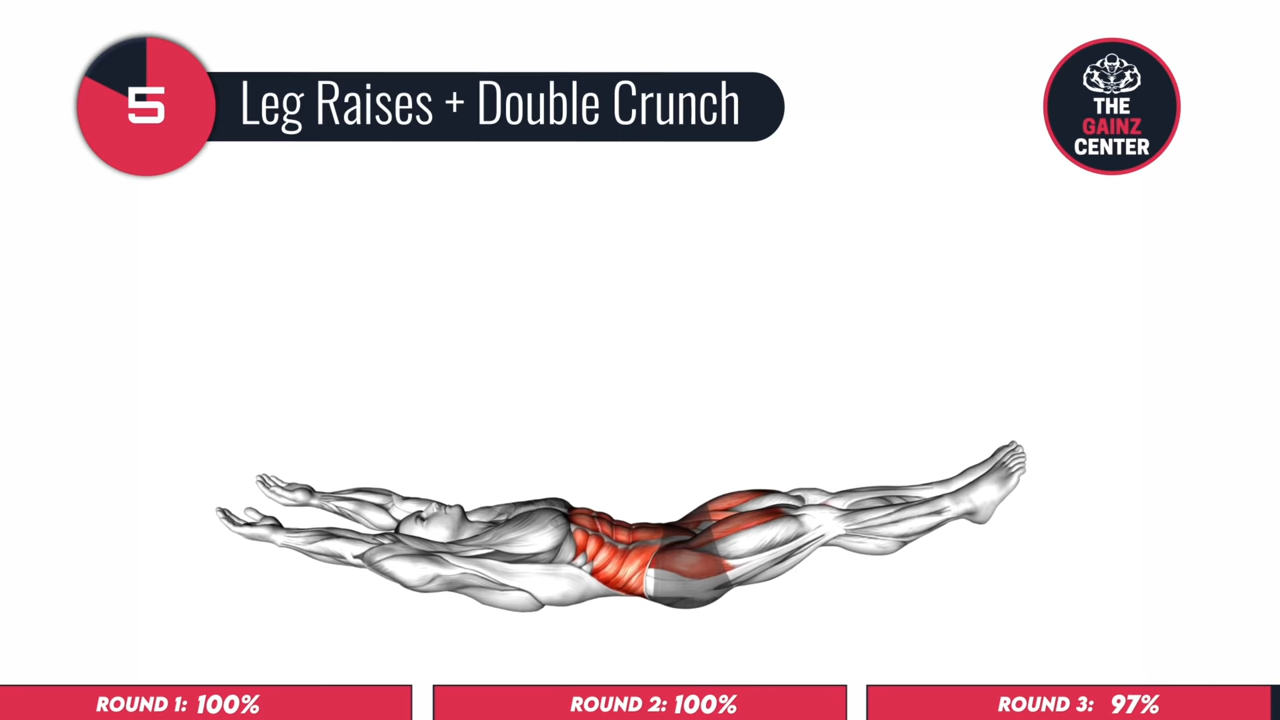 5
Leg Raises + Double Crunch
THE
GAINZ
CENTER
ROUND 1: 100%
ROUND 2: 100%
ROUND 3: 97%